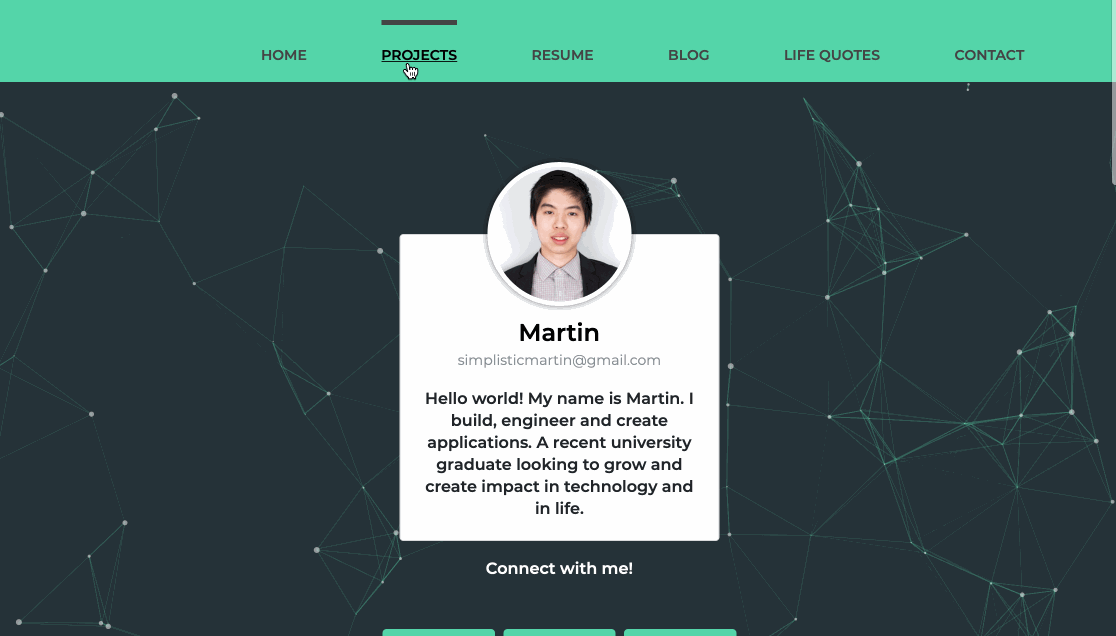 HOME PROJECTS RESUME BLOG LIFE QUOTES CONTACT
Martin
simplisticmartin@gmail.com
Hello world! My name is Martin. I
build, engineer and create
applications. A recent university
graduate looking to grow and
create impact in technology and
in life.
Connect with me!